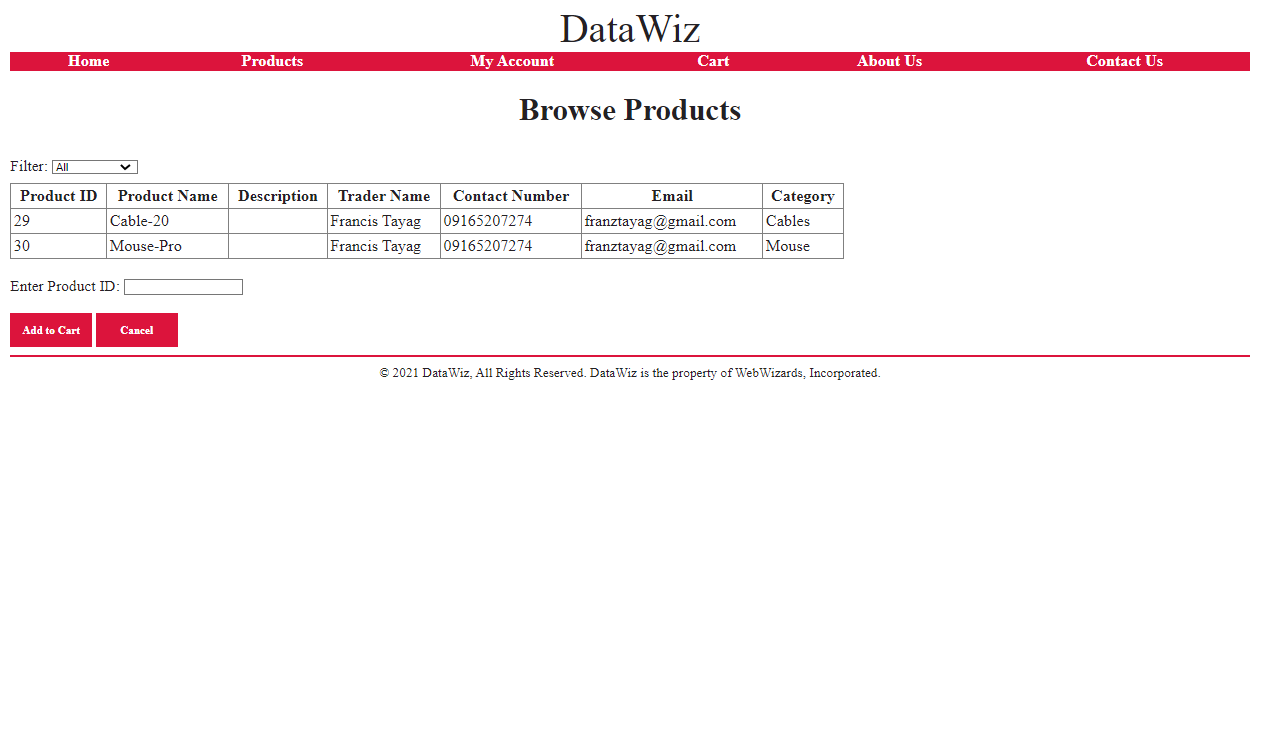 DataWiz
Home Products My Account Cart About Us Contact Us
Browse Products
Filter: All
Product ID Product Name Description Trader Name Contact Number Email Category
29 Cable-20 Francis Tayag 09165207274 franztayag@gmail.com Cables
30 Mouse-Pro Francis Tayag 09165207274 franztayag@gmail.com Mouse
Enter Product ID:
Add to Cart Cancel
© 2021 DataWiz, All Rights Reserved. DataWiz is the property of WebWizards, Incorporated.